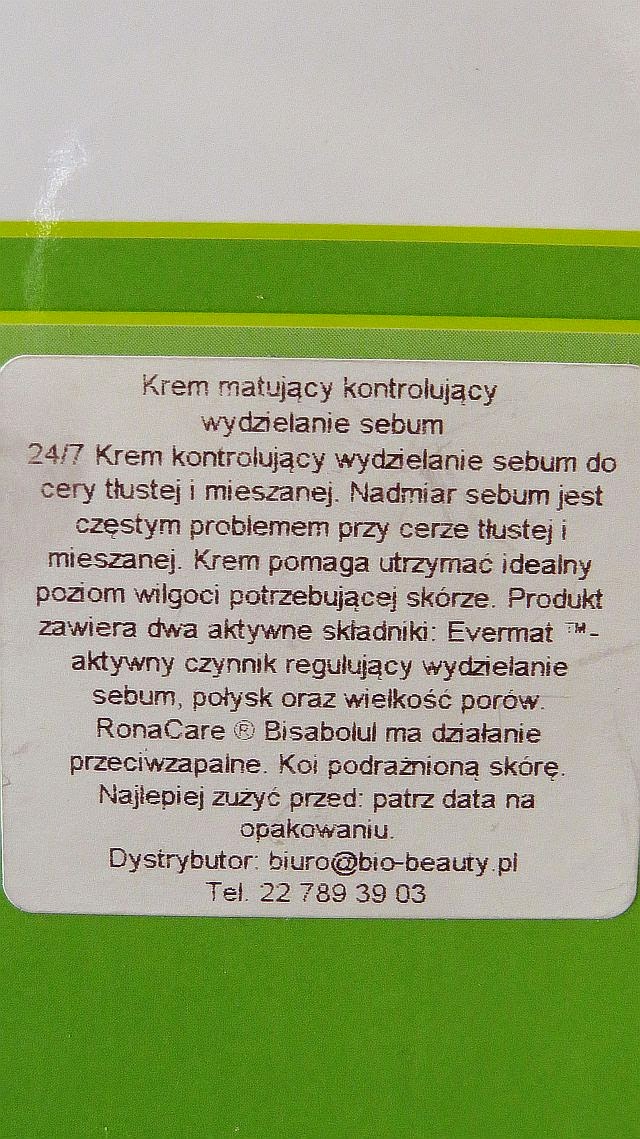 Krem matujący kontrolujący
wydzielanie sebum
24/7 Krem kontrolujący wydzielanie sebum do
cery tłustej i mieszanej. Nadmiar sebum jest
częstym problemem przy cerze tłustej i
mieszanej. Krem pomaga utrzymać idealny
poziom wilgoci potrzebującej skórze. Produkt
zawiera dwa aktywne składniki: Evermat ™-
aktywny czynnik regulujący wydzielanie
sebum, połysk oraz wielkość porów.
RonaCare ® Bisabolul ma działanie
przeciwzapalne. Koi podrażnioną skórę.
Najlepiej zużyć przed: patrz data na
opakowaniu.
Dystrybutor: biuro@bio-beauty.pl
Tel. 22 789 39 03